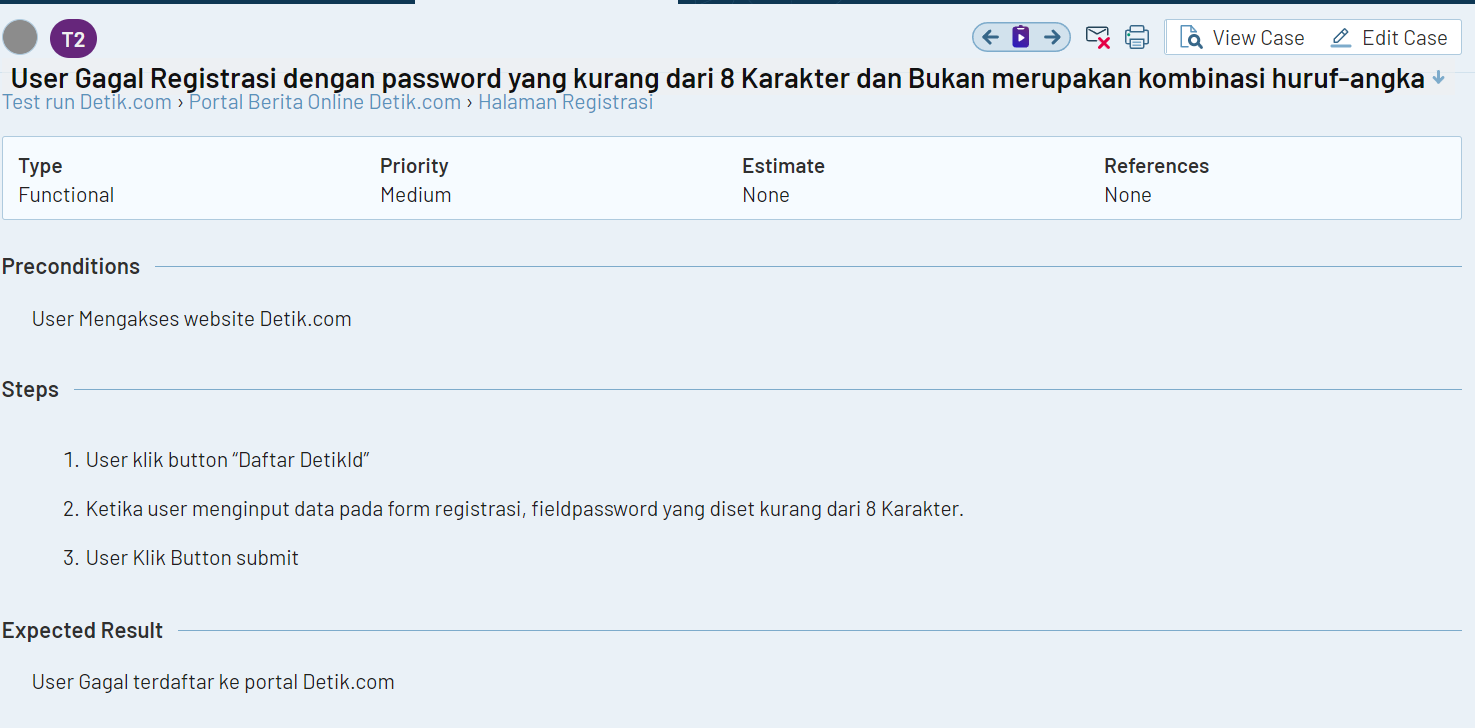 T2
View Case
Edit Case
User Gagal Registrasi dengan password yang kurang dari 8 Karakter dan Bukan merupakan kombinasi huruf-angka
Test run Detik.com › Portal Berita Online Detik.com › Halaman Registrasi
Type Priority Estimate References
Functional Medium None None
Preconditions
User Mengakses website Detik.com
Steps
1. User klik button “Daftar DetikId”
2. Ketika user menginput data pada form registrasi, fieldpassword yang diset kurang dari 8 Karakter.
3. User Klik Button submit
Expected Result
User Gagal terdaftar ke portal Detik.com